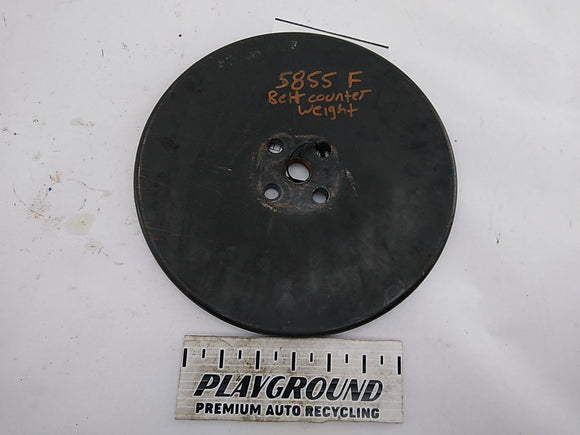 5855 F
Belt counter
weight
PLAYGROUND
PREMIUM AUTO RECYCLING